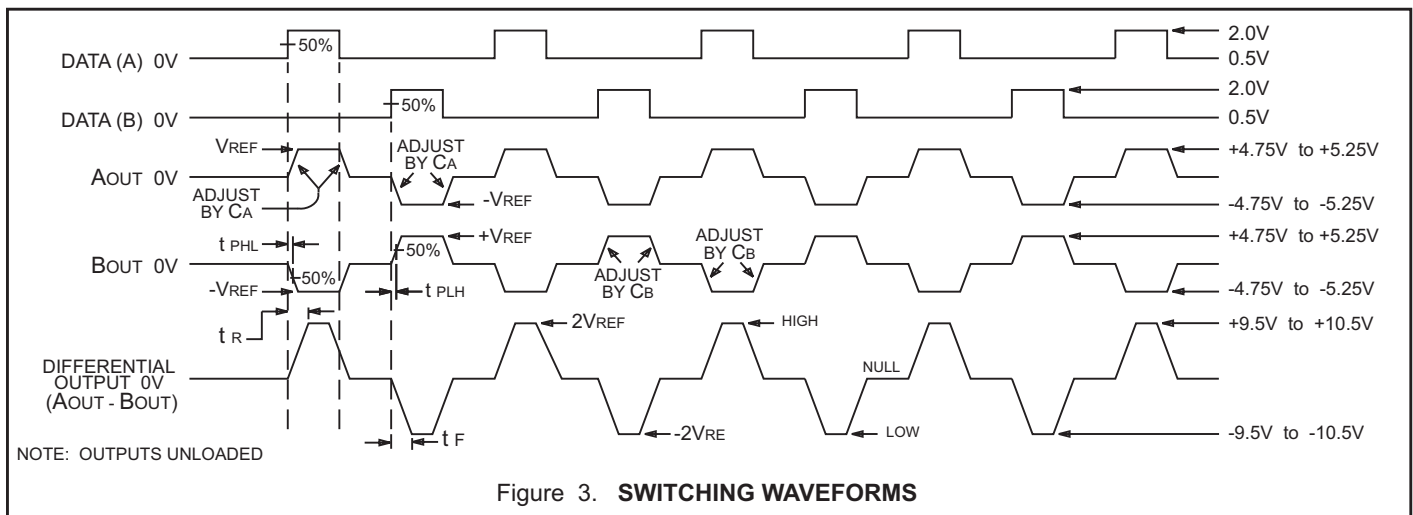 DATA (A) 0V
50%
2.0V
0.5V
DATA (B) 0V
50%
2.0V
0.5V
VREF
AOUT 0V
ADJUST
BY CA
ADJUST
BY CA
-VREF
+4.75V to +5.25V
-4.75V to -5.25V
t PHL
BOUT 0V
-VREF
50%
+VREF
50%
t PLH
ADJUST
BY CB
ADJUST
BY CB
+4.75V to +5.25V
-4.75V to -5.25V
t R
DIFFERENTIAL
OUTPUT 0V
(AOUT - BOUT)
2VREF
HIGH
NULL
+9.5V to +10.5V
t F
-2VRE
LOW
-9.5V to -10.5V
NOTE: OUTPUTS UNLOADED
Figure 3. SWITCHING WAVEFORMS